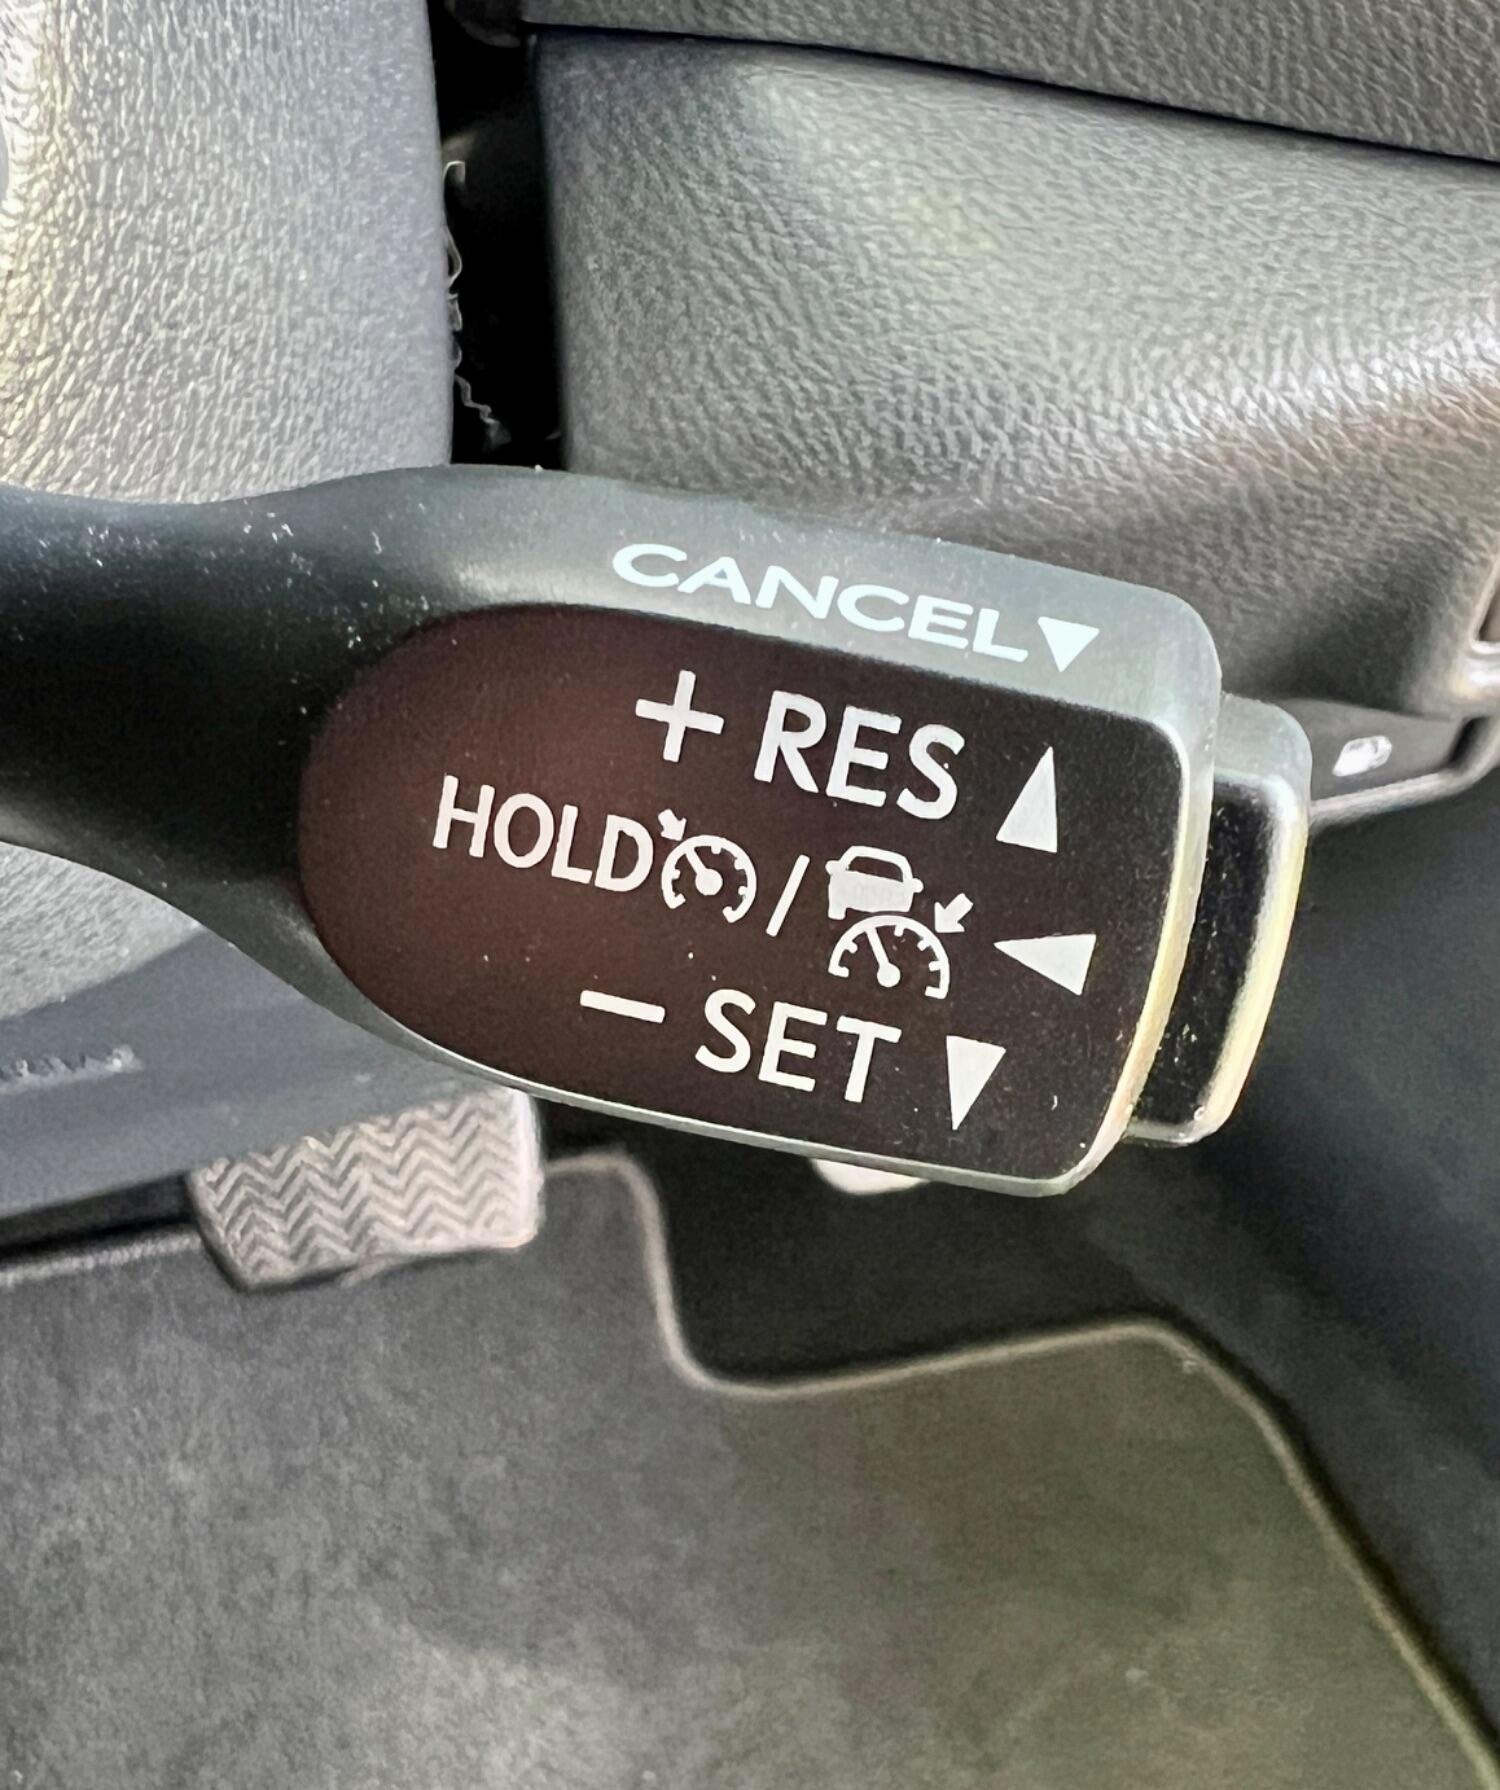 CANCEL▼
+ RES ▲
HOLD / ◀
– SET ▼